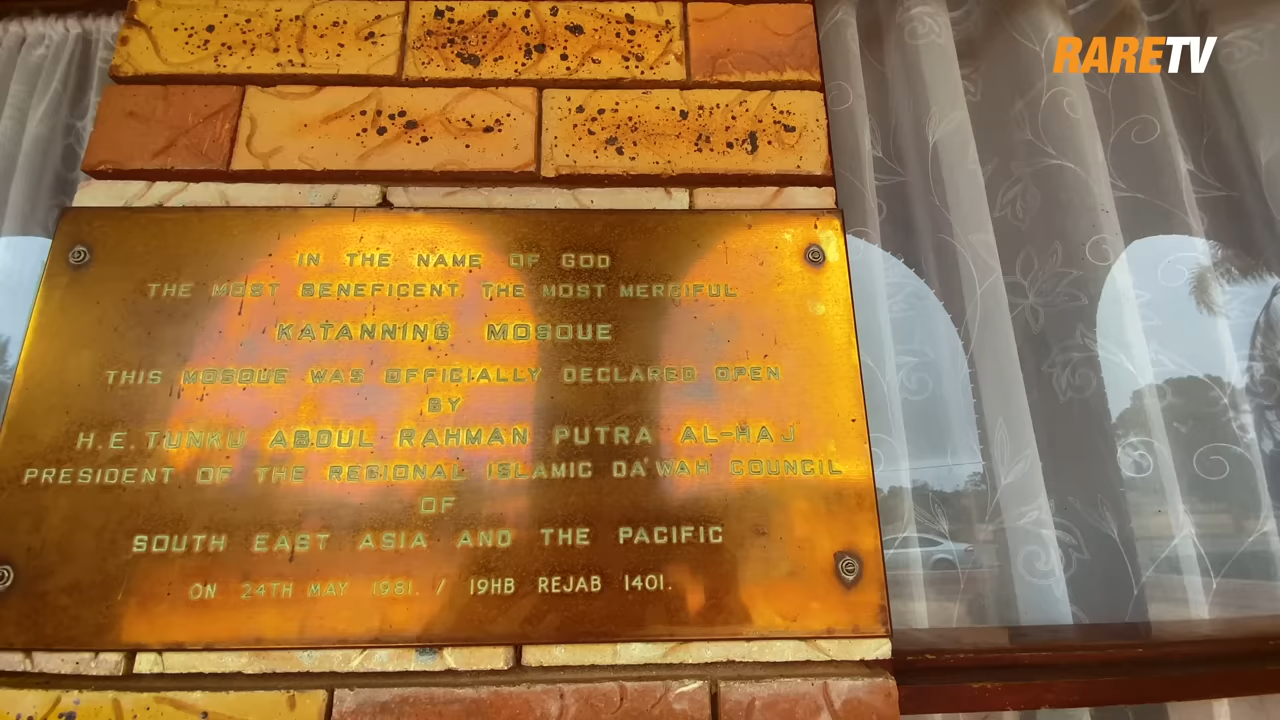 RARETV
IN THE NAME OF GOD
THE MOST BENEFICENT, THE MOST MERCIFUL
KATANNING MOSQUE
THIS MOSQUE WAS OFFICIALLY DECLARED OPEN
BY
H.E. TUNKU ABDUL RAHMAN PUTRA AL-HAJ
PRESIDENT OF THE REGIONAL ISLAMIC DA'WAH COUNCIL
OF
SOUTH EAST ASIA AND THE PACIFIC
ON 24TH MAY 1981. / 19HB REJAB 1401.